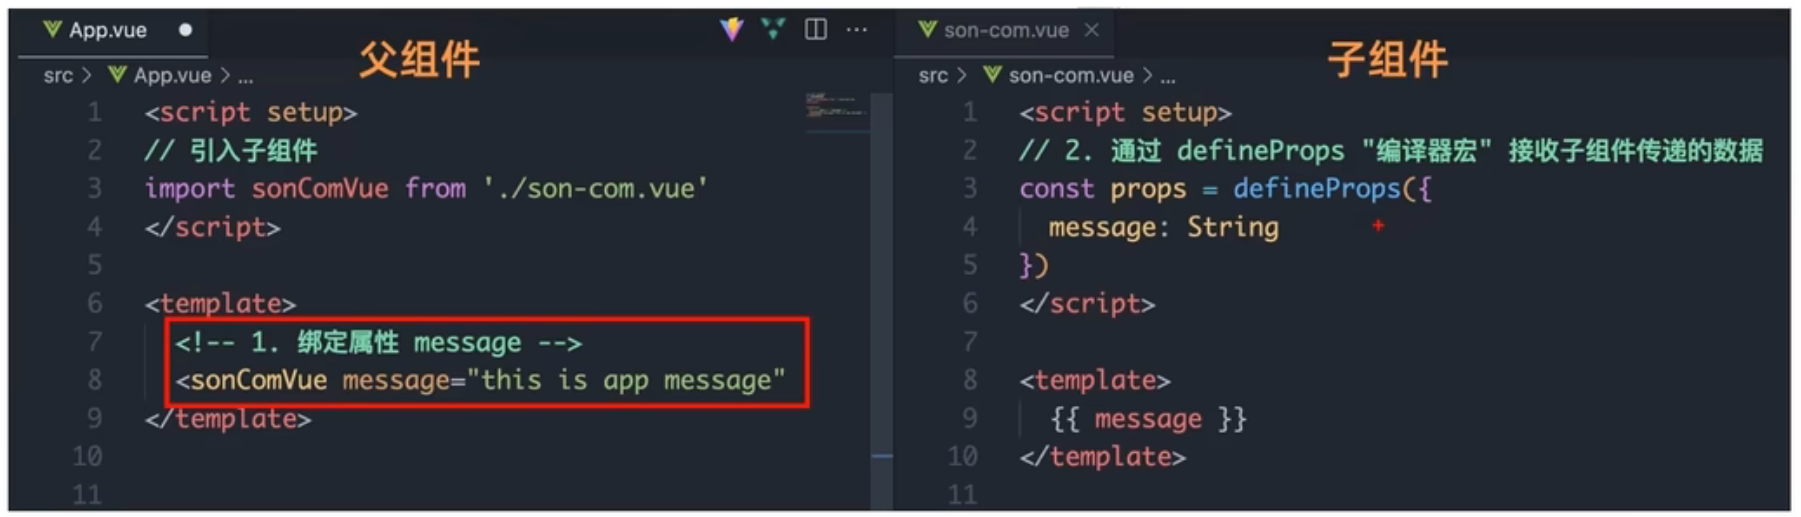 App.vue
父组件
src > App.vue > ...
1 <script setup>
2 // 引入子组件
3 import sonComVue from './son-com.vue'
4 </script>
5
6 <template>
7 <!-- 1. 绑定属性 message -->
8 <sonComVue message="this is app message"
9 </template>
10
11
son-com.vue
子组件
src > son-com.vue > ...
1 <script setup>
2 // 2. 通过 defineProps "编译器宏" 接收子组件传递的数据
3 const props = defineProps({
4 message: String
5 })
6 </script>
7
8 <template>
9 {{ message }}
10 </template>
11